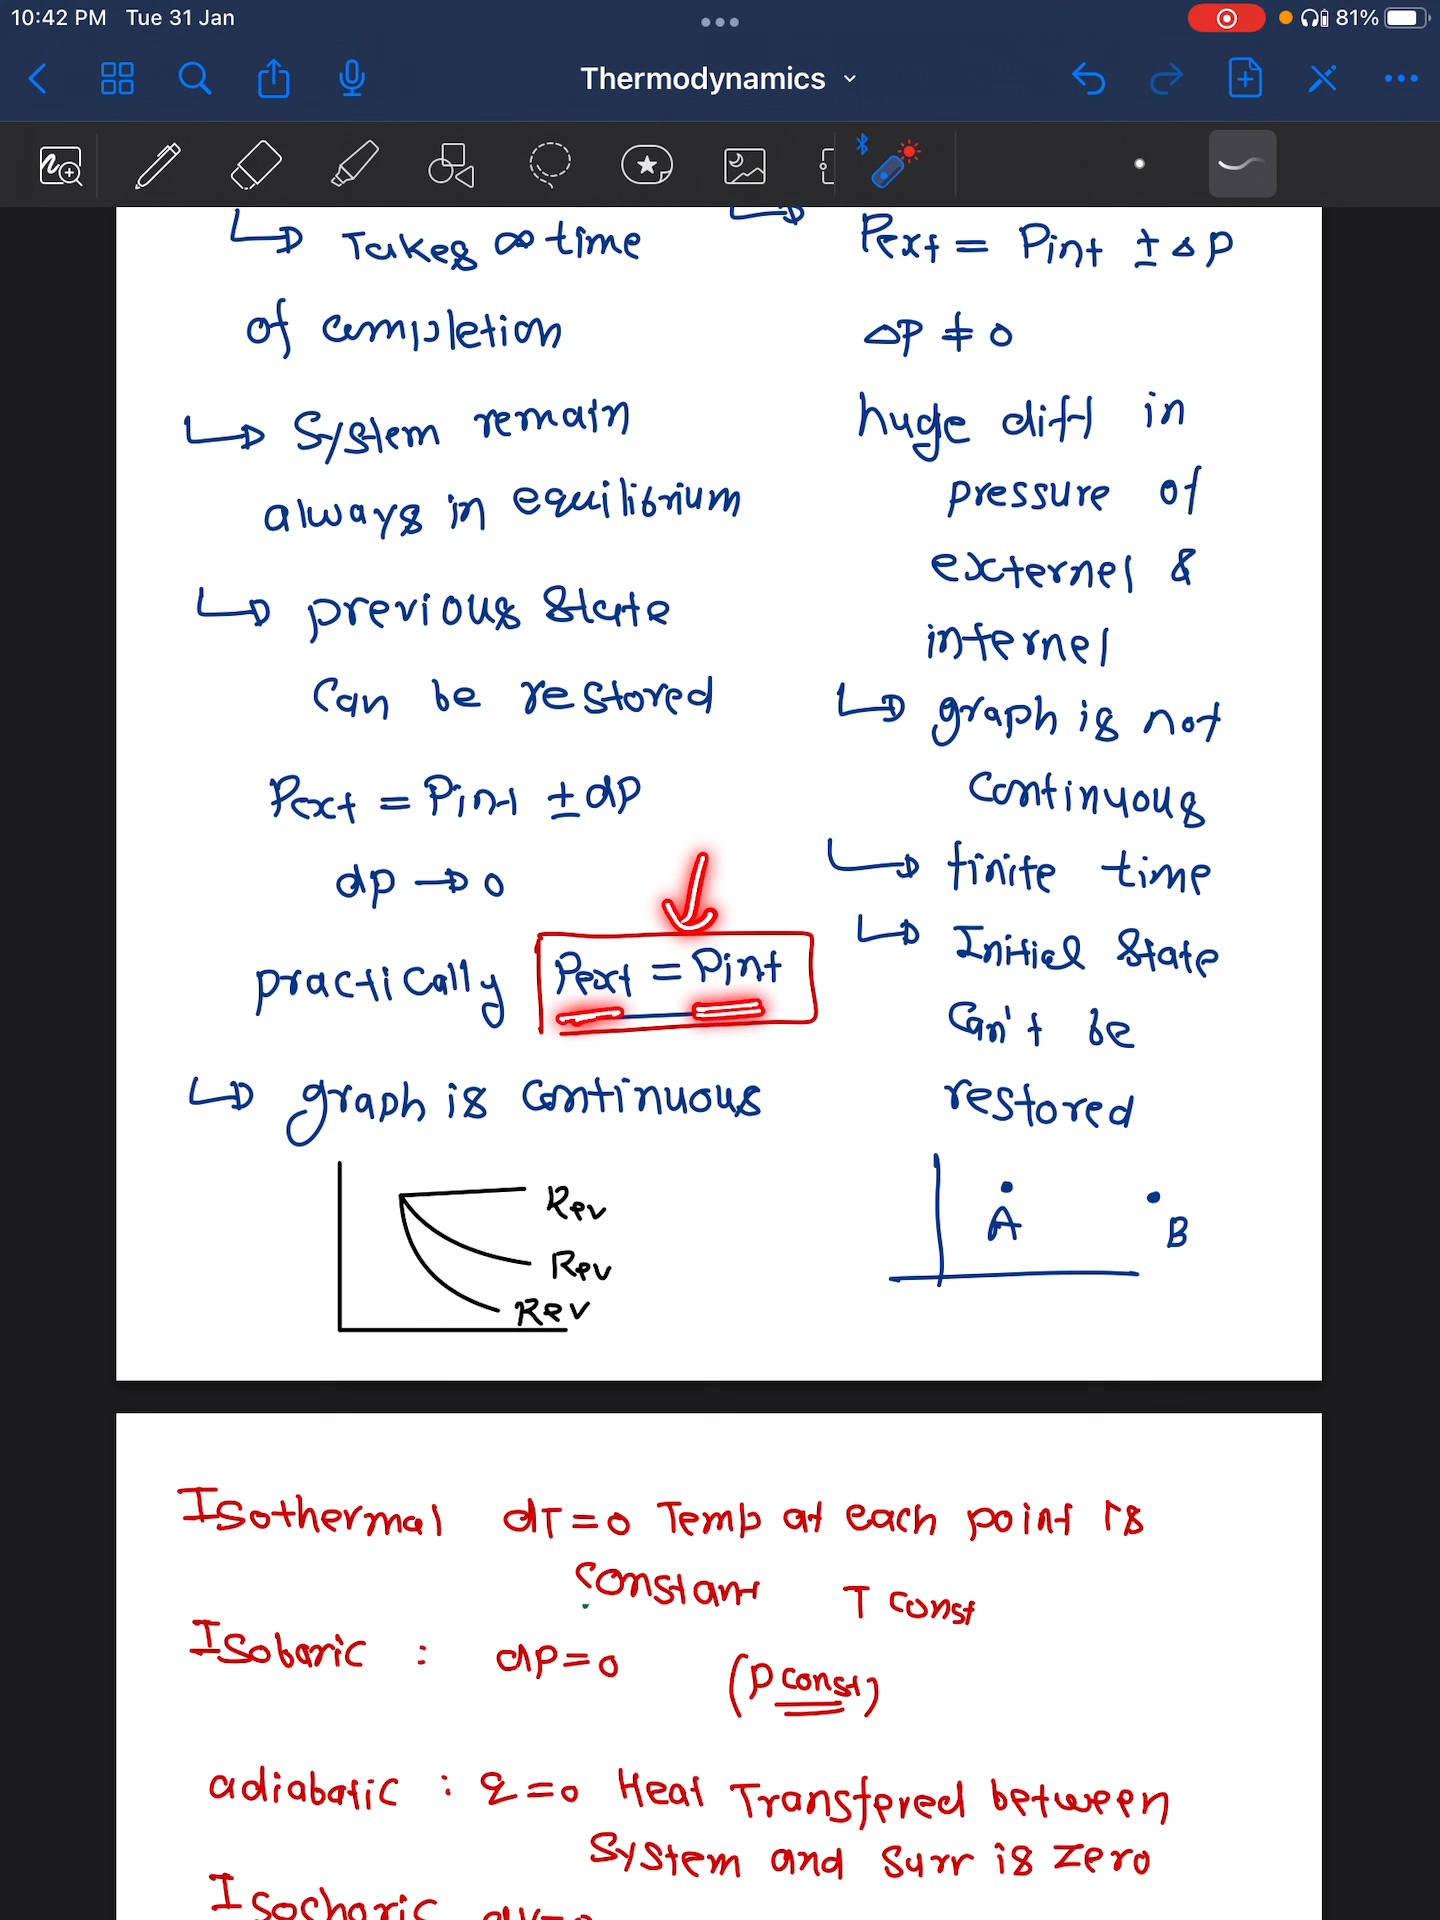 10:42 PM Tue 31 Jan
81%
Thermodynamics
Takes ∞ time
of completion
System remain
always in equilibrium
previous state
Can be restored
Pext = Pint ± dp
dp → 0
practically Pext = Pint
graph is continuous
Rev
Rev
Rev
Pext = Pint ± ΔP
ΔP ≠ 0
huge diff in
pressure of
externel &
internel
graph is not
Continuous
finite time
Initial State
Can't be
restored
A
B
Isothermal dT=0 Temp at each point is
Constant T Const
Isobaric : dp=0 (P const)
adiabatic : q=0 Heat Transfered between
System and Surr is zero
Isochoric dv=0